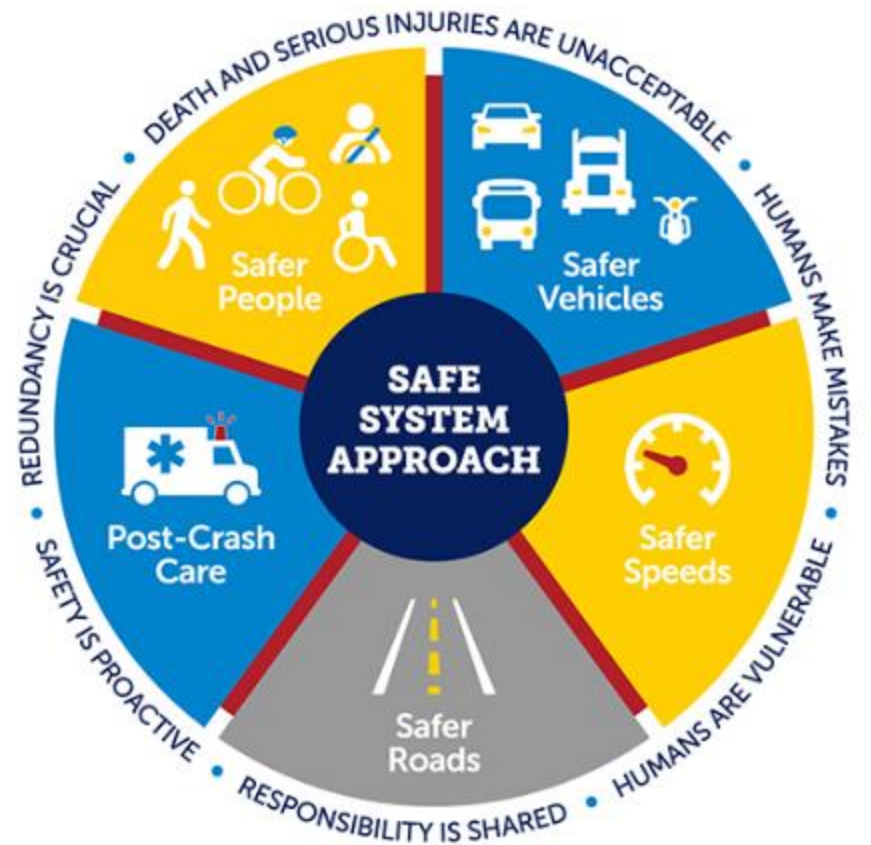 DEATH AND SERIOUS INJURIES ARE UNACCEPTABLE
HUMANS MAKE MISTAKES
HUMANS ARE VULNERABLE
RESPONSIBILITY IS SHARED
SAFETY IS PROACTIVE
REDUNDANCY IS CRUCIAL
Safer
People
Safer
Vehicles
SAFE
SYSTEM
APPROACH
Post-Crash
Care
Safer
Speeds
Safer
Roads